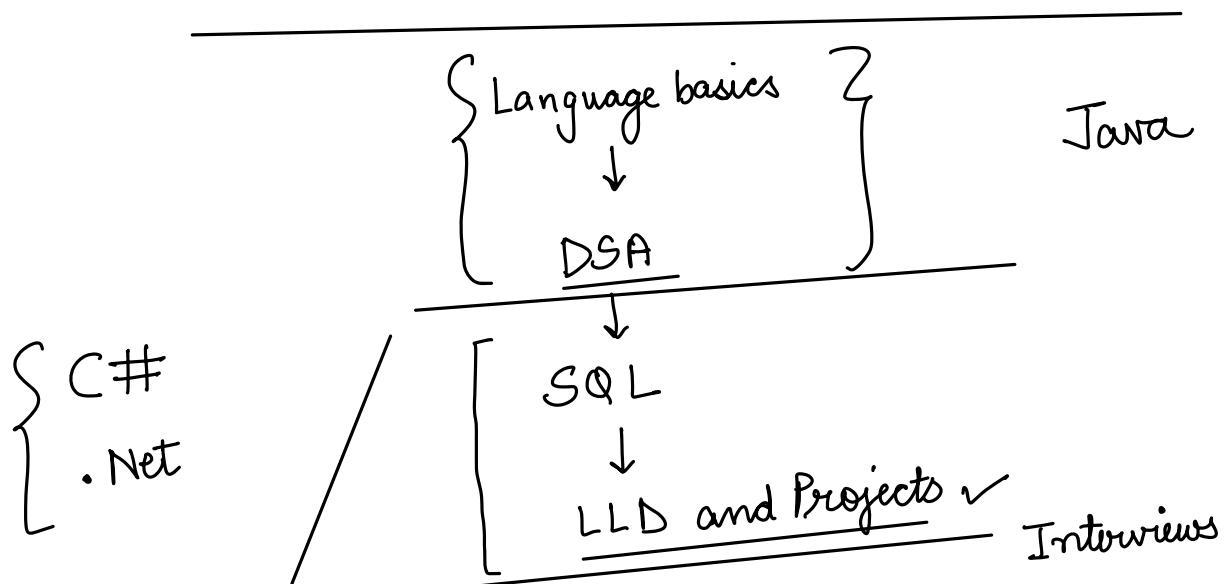 Language basics
Java
DSA
C#
SQL
.Net
LLD and Projects
Interviews